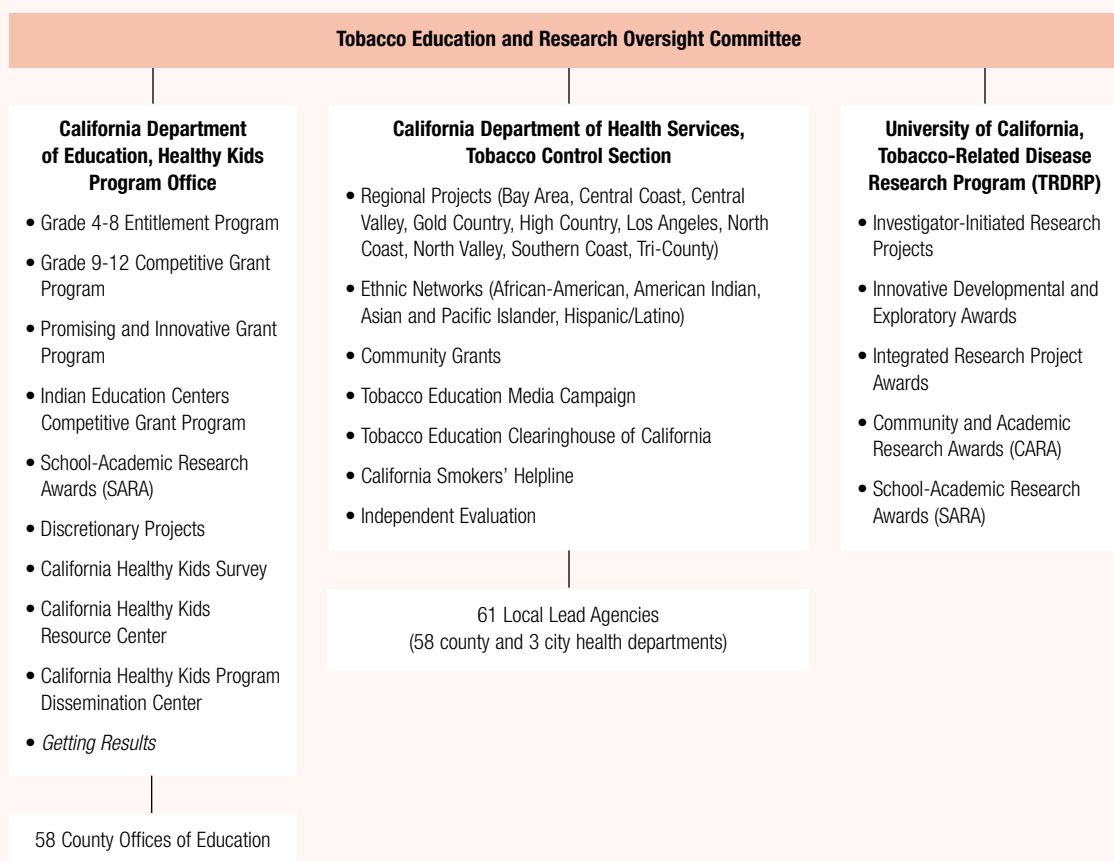 Tobacco Education and Research Oversight Committee
California Department
of Education, Healthy Kids
Program Office
• Grade 4-8 Entitlement Program
• Grade 9-12 Competitive Grant
Program
• Promising and Innovative Grant
Program
• Indian Education Centers
Competitive Grant Program
• School-Academic Research
Awards (SARA)
• Discretionary Projects
• California Healthy Kids Survey
• California Healthy Kids
Resource Center
• California Healthy Kids Program
Dissemination Center
• Getting Results
58 County Offices of Education
California Department of Health Services,
Tobacco Control Section
• Regional Projects (Bay Area, Central Coast, Central
Valley, Gold Country, High Country, Los Angeles, North
Coast, North Valley, Southern Coast, Tri-County)
• Ethnic Networks (African-American, American Indian,
Asian and Pacific Islander, Hispanic/Latino)
• Community Grants
• Tobacco Education Media Campaign
• Tobacco Education Clearinghouse of California
• California Smokers' Helpline
• Independent Evaluation
61 Local Lead Agencies
(58 county and 3 city health departments)
University of California,
Tobacco-Related Disease
Research Program (TRDRP)
• Investigator-Initiated Research
Projects
• Innovative Developmental and
Exploratory Awards
• Integrated Research Project
Awards
• Community and Academic
Research Awards (CARA)
• School-Academic Research
Awards (SARA)